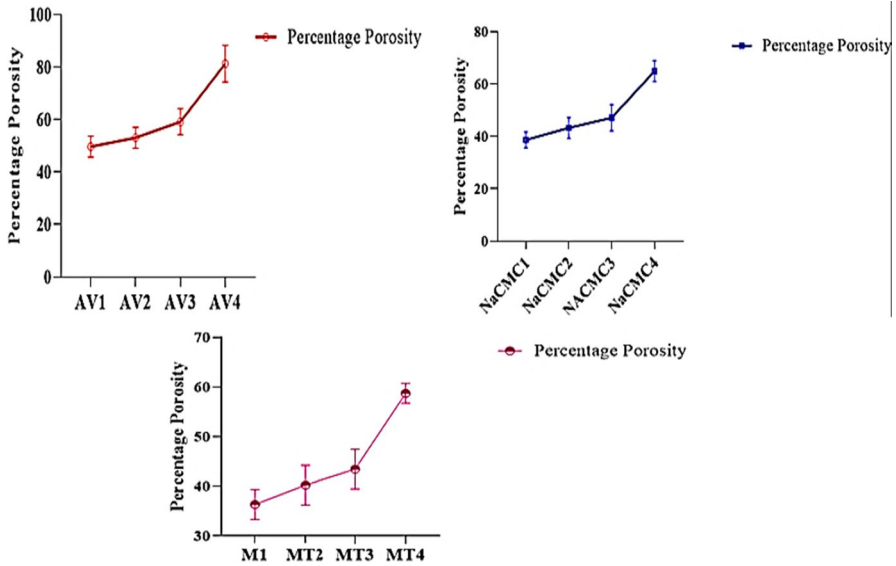 Percentage Porosity
100
80
60
40
20
0
AV1 AV2 AV3 AV4
Percentage Porosity
Percentage Porosity
80
60
40
20
0
NaCMC1 NaCMC2 NACMC3 NaCMC4
Percentage Porosity
Percentage Porosity
70
60
50
40
30
M1 MT2 MT3 MT4
Percentage Porosity